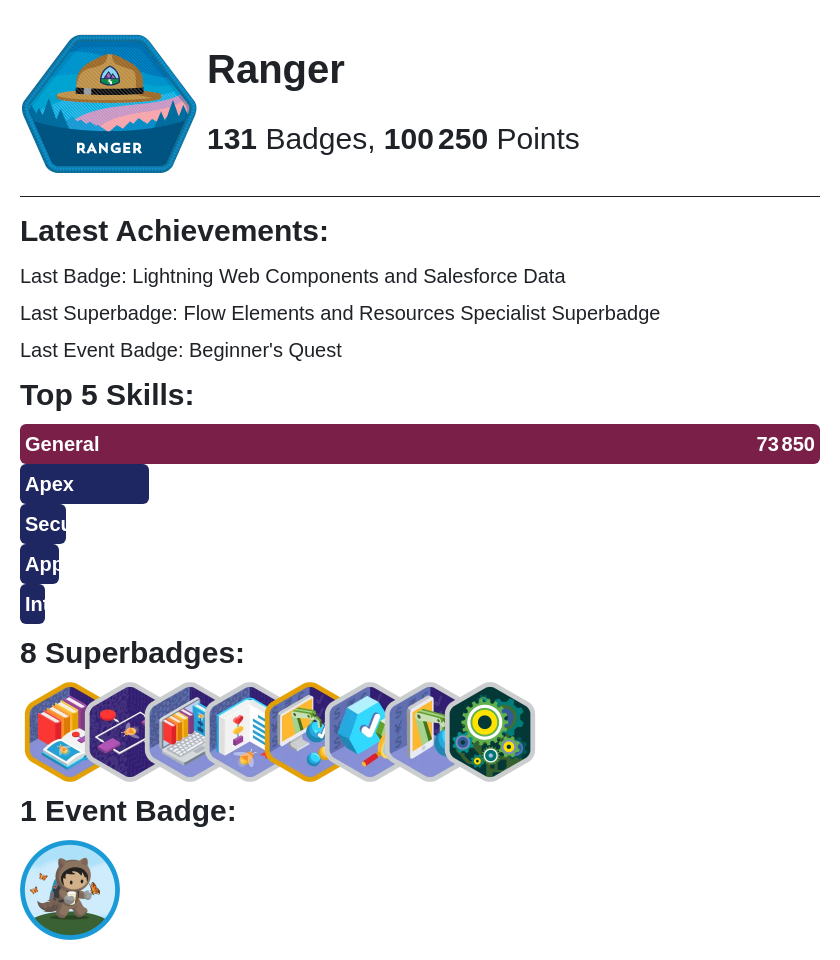 RANGER
Ranger
131 Badges, 100 250 Points
Latest Achievements:
Last Badge: Lightning Web Components and Salesforce Data
Last Superbadge: Flow Elements and Resources Specialist Superbadge
Last Event Badge: Beginner's Quest
Top 5 Skills:
General 73 850
Apex
Secu
App
Int
8 Superbadges:
1 Event Badge: